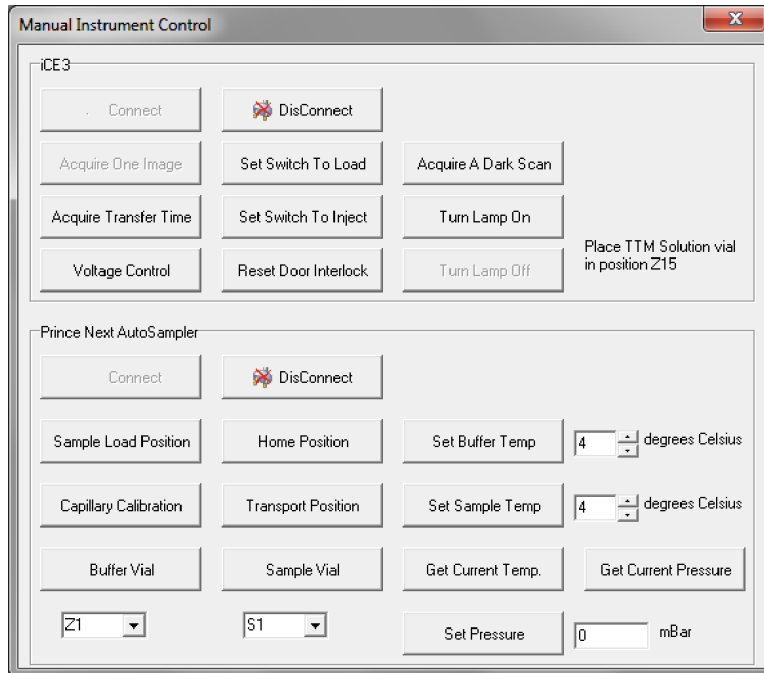 Manual Instrument Control
iCE3
Connect
DisConnect
Acquire One Image
Set Switch To Load
Acquire A Dark Scan
Acquire Transfer Time
Set Switch To Inject
Turn Lamp On
Place TTM Solution vial
in position Z15
Voltage Control
Reset Door Interlock
Turn Lamp Off
Prince Next AutoSampler
Connect
DisConnect
Sample Load Position
Home Position
Set Buffer Temp
4
degrees Celsius
Capillary Calibration
Transport Position
Set Sample Temp
4
degrees Celsius
Buffer Vial
Sample Vial
Get Current Temp.
Get Current Pressure
Z1
S1
Set Pressure
0
mBar